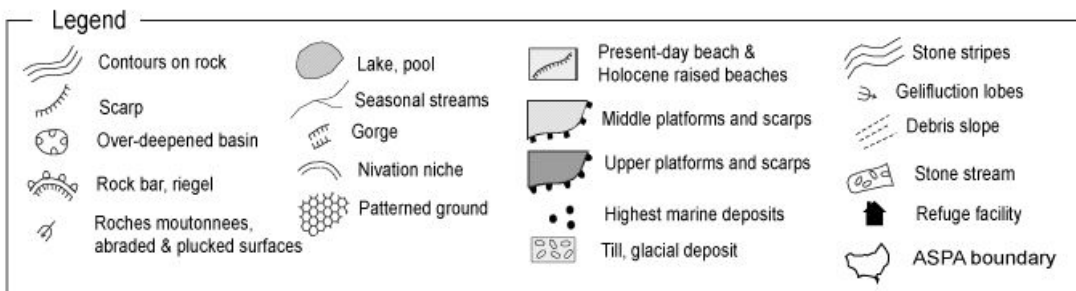 Legend
Contours on rock
Scarp
Over-deepened basin
Rock bar, riegel
Roches moutonnees,
abraded & plucked surfaces
Lake, pool
Seasonal streams
Gorge
Nivation niche
Patterned ground
Present-day beach &
Holocene raised beaches
Middle platforms and scarps
Upper platforms and scarps
Highest marine deposits
Till, glacial deposit
Stone stripes
Gelifluction lobes
Debris slope
Stone stream
Refuge facility
ASPA boundary